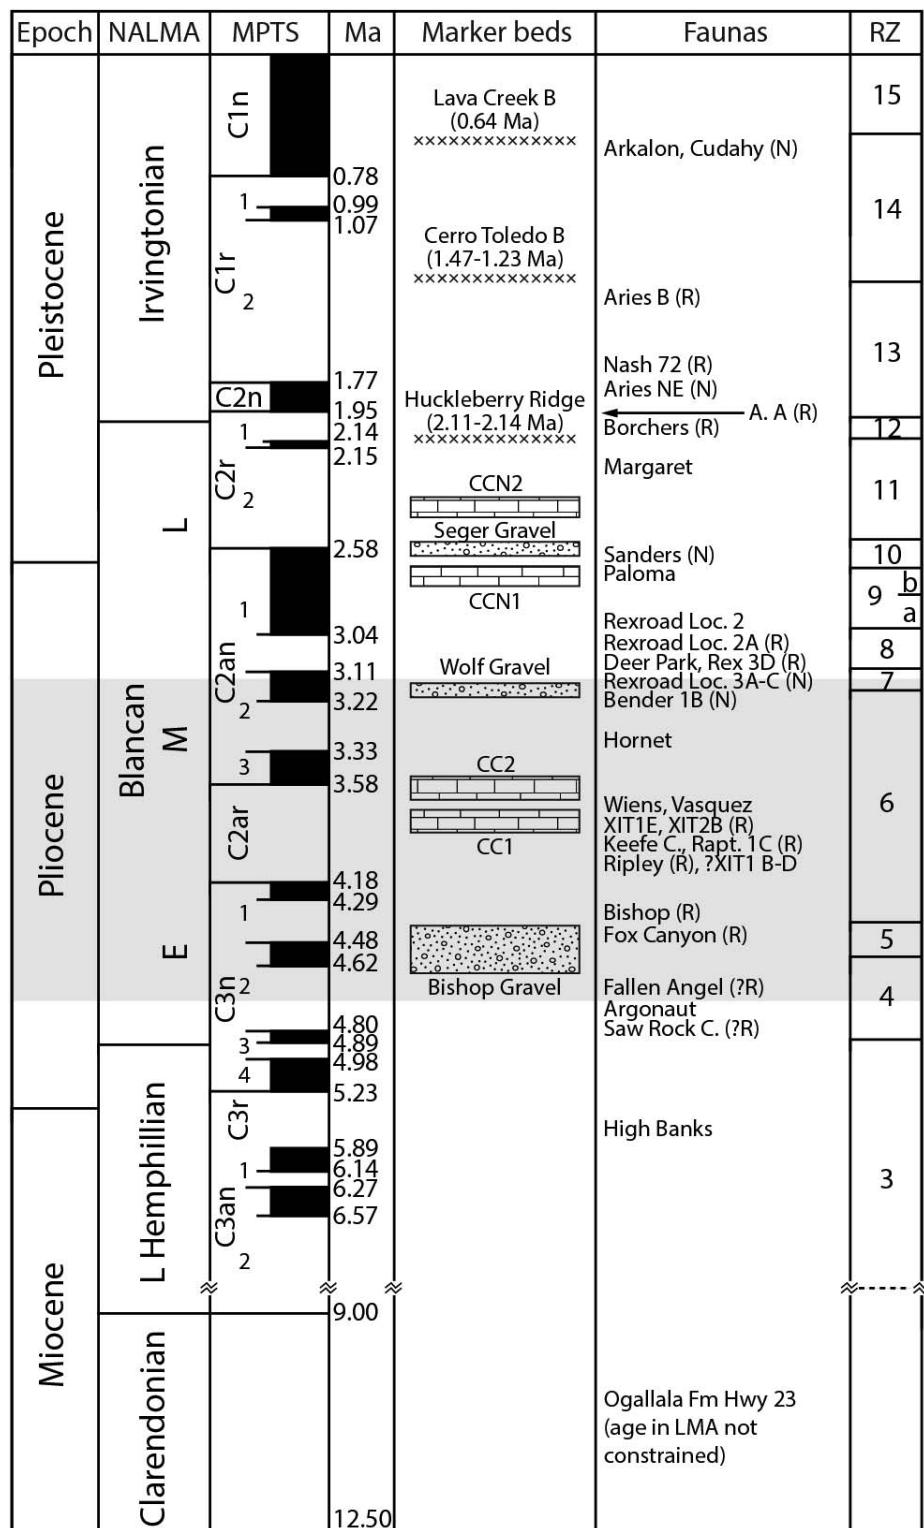 Epoch
NALMA
MPTS
Ma
Marker beds
Faunas
RZ
Pleistocene
Pliocene
Miocene
Irvingtonian
Blancan
L
M
E
L Hemphillian
Clarendonian
C1n
1
C1r
2
C2n
1
C2r
2
1
C2an
2
3
C2ar
1
C3n
2
3
4
C3r
1
C3an
2
0.78
0.99
1.07
1.77
1.95
2.14
2.15
2.58
3.04
3.11
3.22
3.33
3.58
4.18
4.29
4.48
4.62
4.80
4.89
4.98
5.23
5.89
6.14
6.27
6.57
9.00
12.50
Lava Creek B
(0.64 Ma)
xxxxxxxxxxxxxx
Cerro Toledo B
(1.47-1.23 Ma)
xxxxxxxxxxxxxx
Huckleberry Ridge
(2.11-2.14 Ma)
xxxxxxxxxxxxxx
CCN2
Seger Gravel
CCN1
Wolf Gravel
CC2
CC1
Bishop Gravel
Arkalon, Cudahy (N)
Aries B (R)
Nash 72 (R)
Aries NE (N)
A. A (R)
Borchers (R)
Margaret
Sanders (N)
Paloma
Rexroad Loc. 2
Rexroad Loc. 2A (R)
Deer Park, Rex 3D (R)
Rexroad Loc. 3A-C (N)
Bender 1B (N)
Hornet
Wiens, Vasquez
XIT1E, XIT2B (R)
Keefe C., Rapt. 1C (R)
Ripley (R), ?XIT1 B-D
Bishop (R)
Fox Canyon (R)
Fallen Angel (?R)
Argonaut
Saw Rock C. (?R)
High Banks
Ogallala Fm Hwy 23
(age in LMA not
constrained)
15
14
13
12
11
10
9
b
a
8
7
6
5
4
3